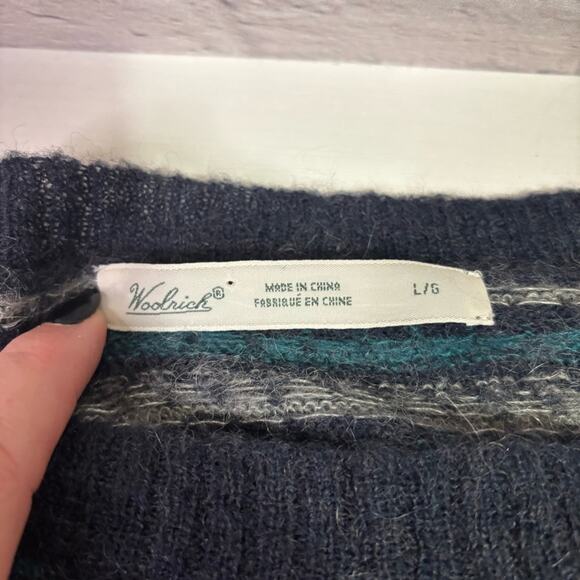 Woolrich®
MADE IN CHINA
FABRIQUÉ EN CHINE
L/G